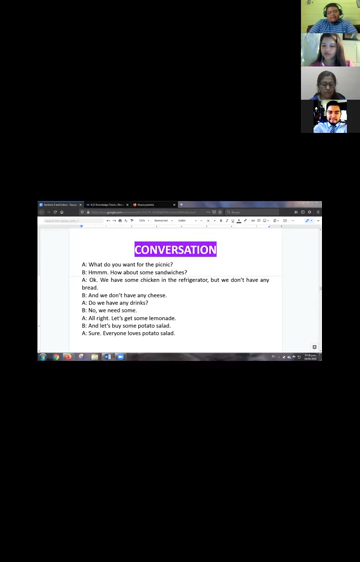 CONVERSATION
A: What do you want for the picnic?
B: Hmmm. How about some sandwiches?
A: Ok. We have some chicken in the refrigerator, but we don't have any
bread.
B: And we don't have any cheese.
A: Do we have any drinks?
B: No, we need some.
A: All right. Let's get some lemonade.
B: And let's buy some potato salad.
A: Sure. Everyone loves potato salad.